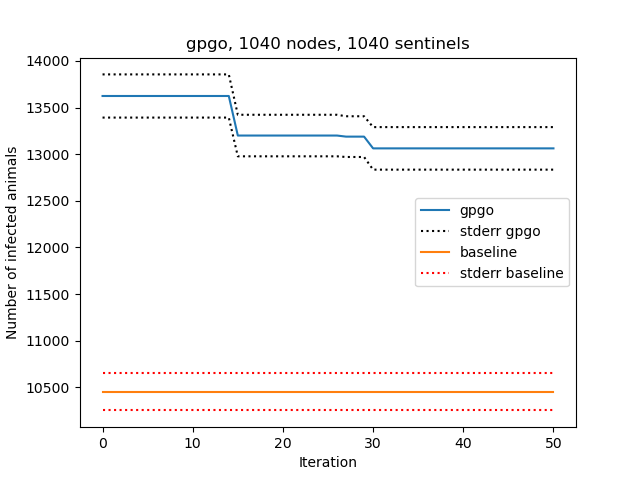 gpgo, 1040 nodes, 1040 sentinels
14000
13500
13000
12500
12000
11500
11000
10500
Number of infected animals
gpgo
stderr gpgo
baseline
stderr baseline
0 10 20 30 40 50
Iteration